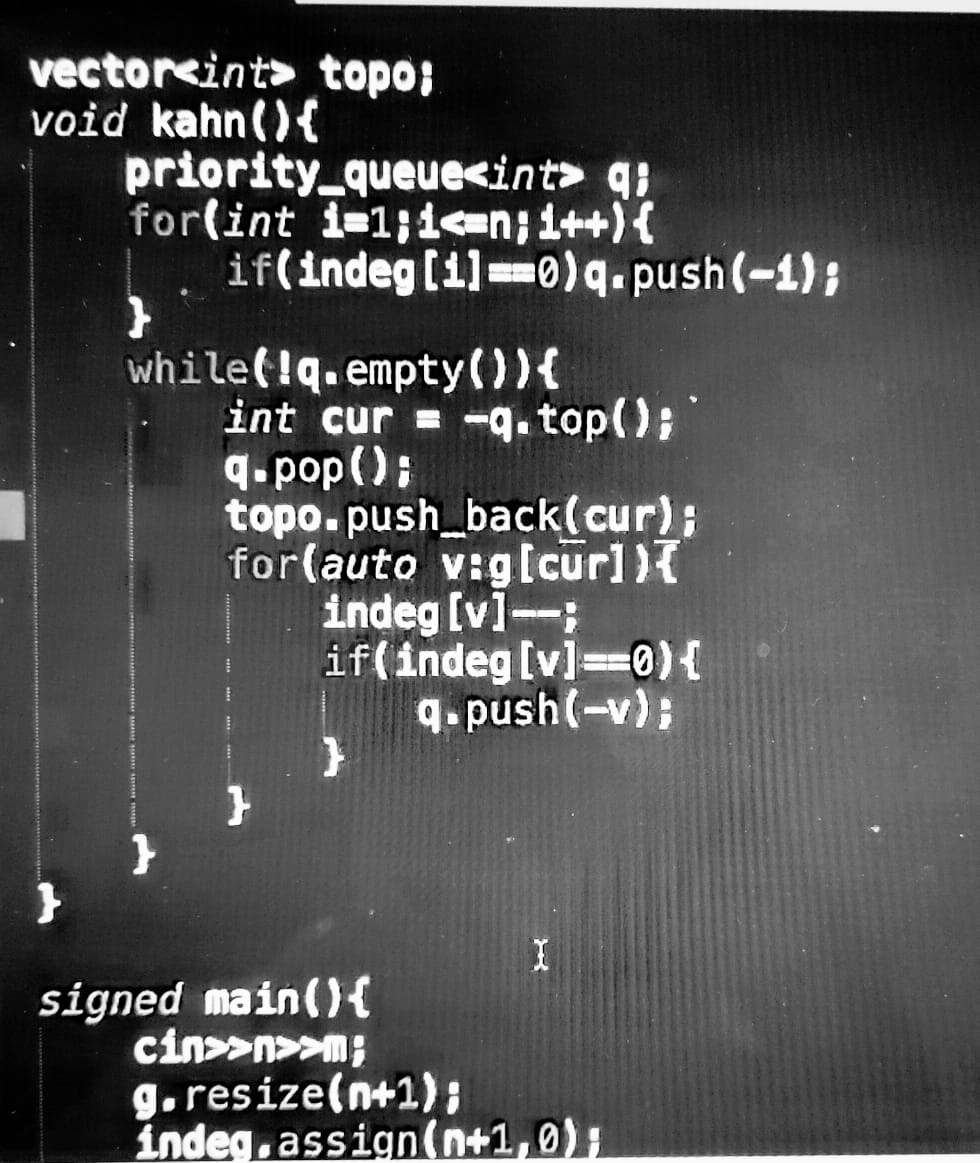 vector<int> topo;
void kahn(){
priority_queue<int> q;
for(int i=1;i<=n;i++){
if(indeg[i]==0)q.push(-i);
}
while(!q.empty()){
int cur = -q.top();
q.pop();
topo.push_back(cur);
for(auto v:g[cur]){
indeg[v]--;
if(indeg[v]==0){
q.push(-v);
}
}
}
}
signed main(){
cin>>n>>m;
g.resize(n+1);
indeg.assign(n+1,0);